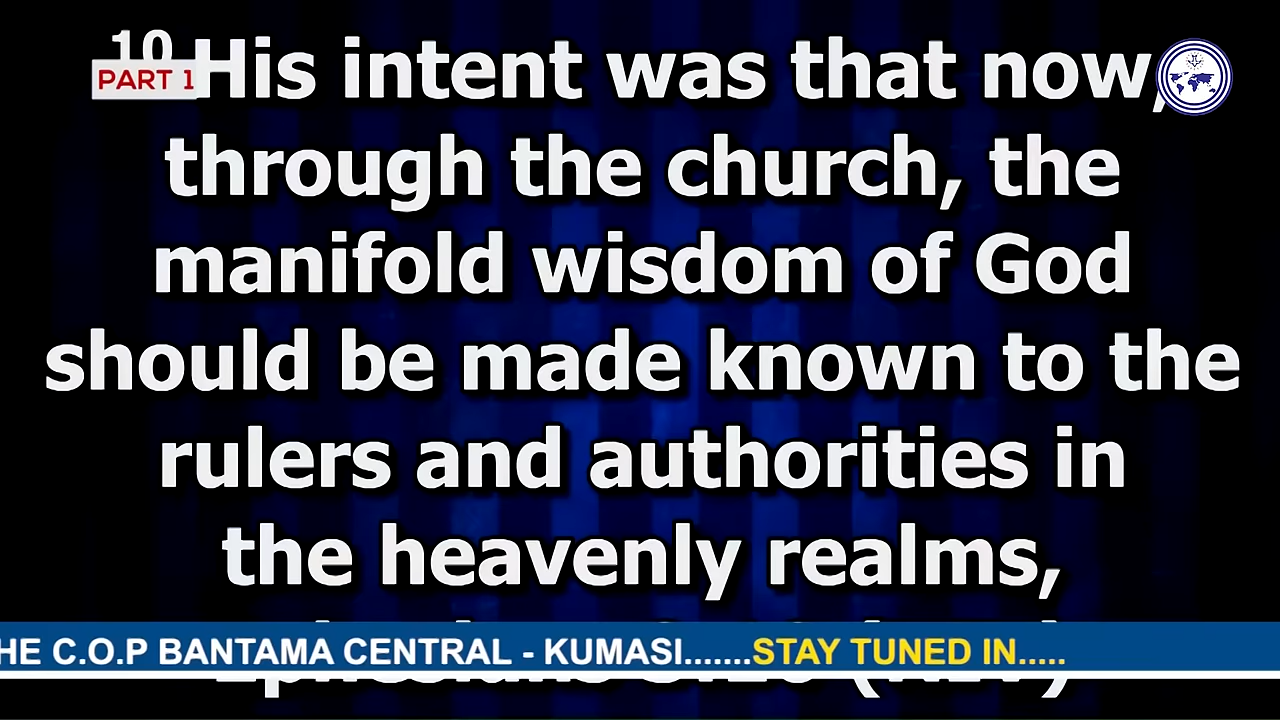 10 His intent was that now,
PART 1
through the church, the
manifold wisdom of God
should be made known to the
rulers and authorities in
the heavenly realms,
HE C.O.P BANTAMA CENTRAL - KUMASI.......STAY TUNED IN.....